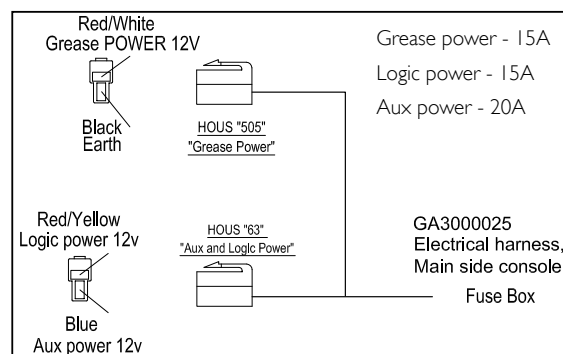 Red/White
Grease POWER 12V
Black
Earth
HOUS "505"
"Grease Power"
Grease power - 15A
Logic power - 15A
Aux power - 20A
Red/Yellow
Logic power 12v
Blue
Aux power 12v
HOUS "63"
"Aux and Logic Power"
GA3000025
Electrical harness,
Main side console
Fuse Box